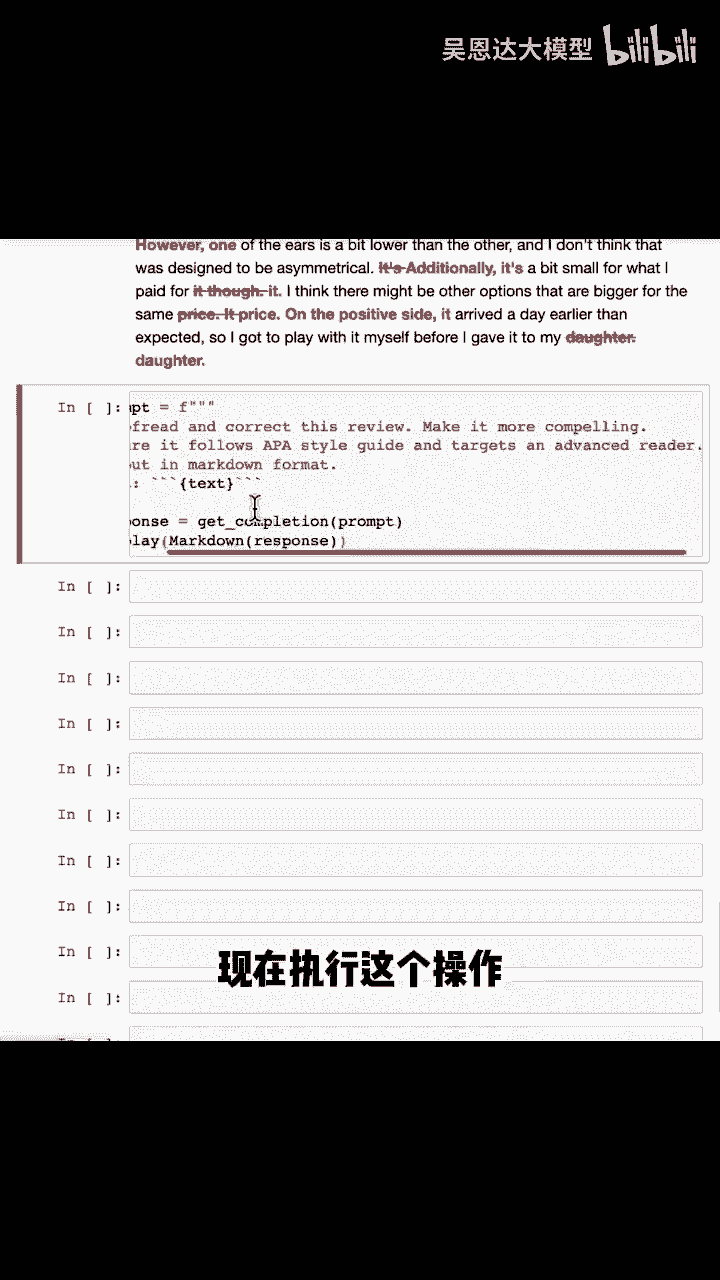 吴恩达大模型 bilibili
However, one of the ears is a bit lower than the other, and I don't think that
was designed to be asymmetrical. It's Additionally, it's a bit small for what I
paid for it though. it. I think there might be other options that are bigger for the
same price. It price. On the positive side, it arrived a day earlier than
expected, so I got to play with it myself before I gave it to my daughter.
daughter.
In [ ]: mpt = f"""
ofread and correct this review. Make it more compelling.
re it follows APA style guide and targets an advanced reader.
ut in markdown format.
: ```{text}```
onse = get_completion(prompt)
lay(Markdown(response))
In [ ]:
In [ ]:
In [ ]:
In [ ]:
In [ ]:
In [ ]:
In [ ]:
In [ ]:
In [ ]:
现在执行这个操作
In [ ]: